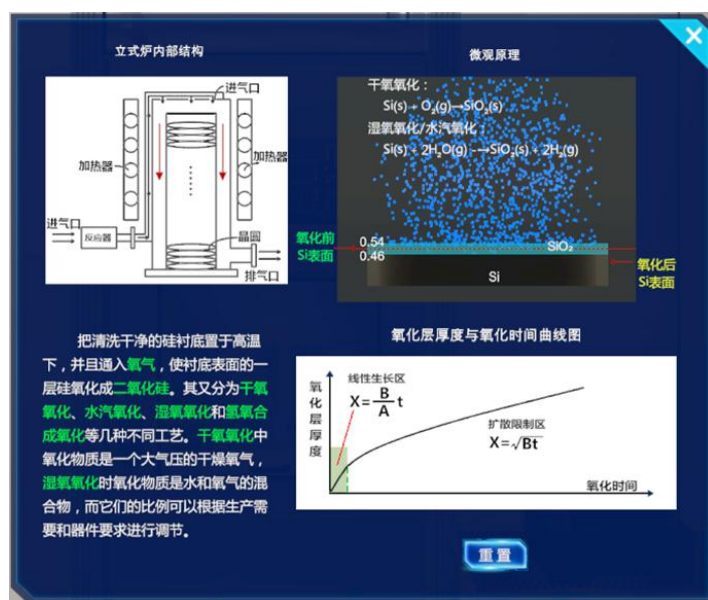 立式炉内部结构
进气口
加热器
加热器
进气口
反应器
晶圆
排气口
微观原理
干氧氧化：
Si(s) + O₂(g)→SiO₂(s)
湿氧氧化/水汽氧化：
Si(s) + 2H₂O(g) →SiO₂(s) + 2H₂(g)
氧化前
Si表面
0.54
0.46
SiO₂
Si
氧化后
Si表面
把清洗干净的硅衬底置于高温
下，并且通入氧气，使衬底表面的一
层硅氧化成二氧化硅。其又分为干氧
氧化、水汽氧化、湿氧氧化和氢氧合
成氧化等几种不同工艺。干氧氧化中
氧化物质是一个大气压的干燥氧气，
湿氧氧化时氧化物质是水和氧气的混
合物，而它们的比例可以根据生产需
要和器件要求进行调节。
氧化层厚度与氧化时间曲线图
氧化层厚度
线性生长区
X=B/A t
扩散限制区
X=√Bt
氧化时间
重置